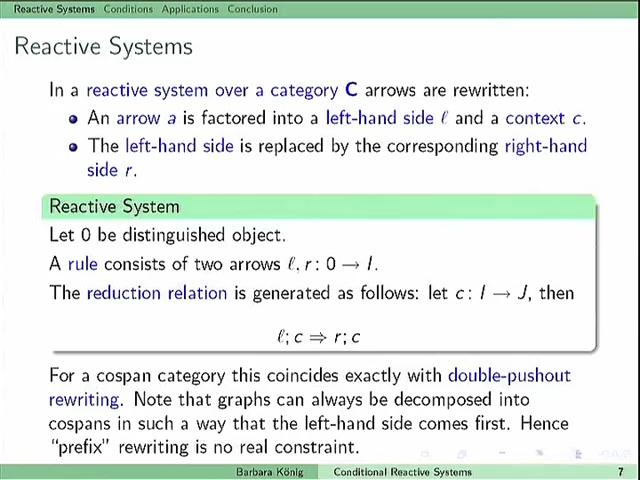 Reactive Systems Conditions Applications Conclusion
Reactive Systems
In a reactive system over a category C arrows are rewritten:
An arrow a is factored into a left-hand side ℓ and a context c.
The left-hand side is replaced by the corresponding right-hand
side r.
Reactive System
Let 0 be distinguished object.
A rule consists of two arrows ℓ, r : 0 → I.
The reduction relation is generated as follows: let c : I → J, then
ℓ; c ⇒ r; c
For a cospan category this coincides exactly with double-pushout
rewriting. Note that graphs can always be decomposed into
cospans in such a way that the left-hand side comes first. Hence
“prefix” rewriting is no real constraint.
Barbara König Conditional Reactive Systems 7